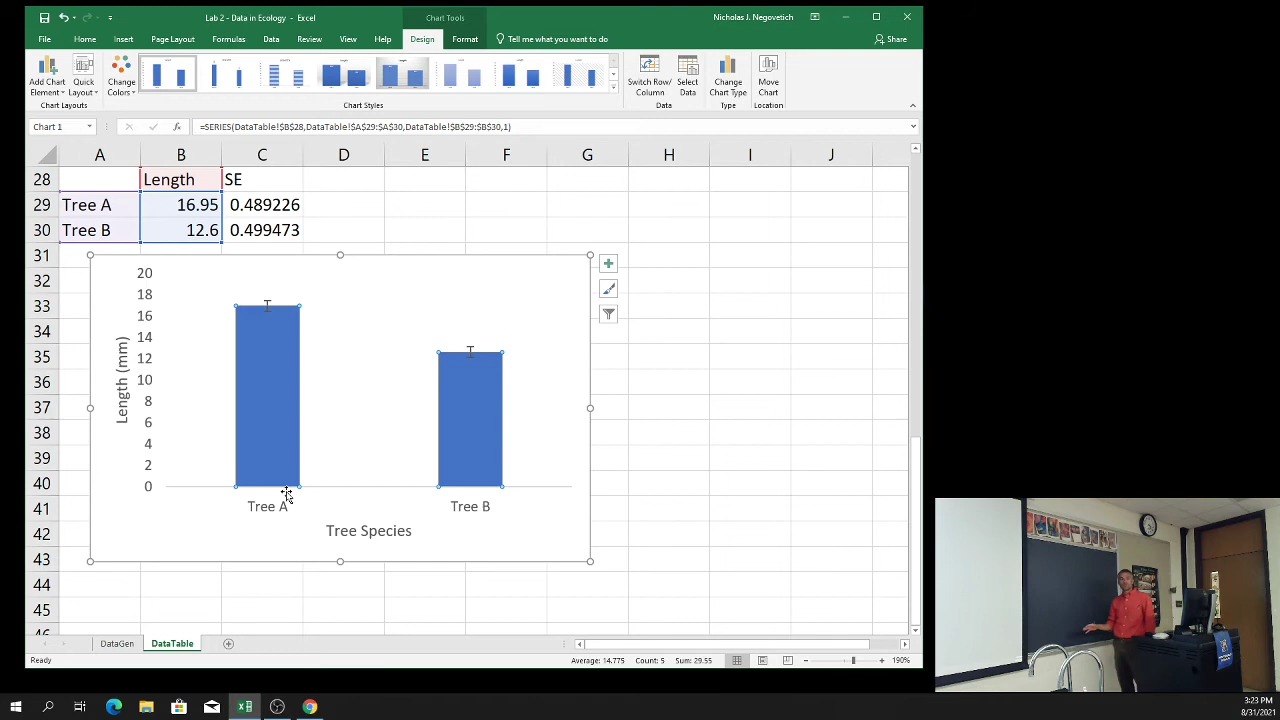 Lab 2 - Data in Ecology - Excel
Chart Tools
Nicholas J. Negovetich
File Home Insert Page Layout Formulas Data Review View Help Design Format Tell me what you want to do Share
Add Chart Element
Quick Layout
Change Colors
Switch Row/ Column
Select Data
Change Chart Type
Move Chart
Chart Layouts
Chart Styles
Data
Type
Location
Chart 1
fx
=SERIES(DataTable!$B$28,DataTable!$A$29:$A$30,DataTable!$B$29:$B$30,1)
A B C D E F G H I J
28 Length SE
29 Tree A 16.95 0.489226
30 Tree B 12.6 0.499473
31
32
33
34
35
36
37
38
39
40
41
42
43
44
45
46
20
18
16
14
12
10
8
6
4
2
0
Length (mm)
Tree A Tree B
Tree Species
DataGen DataTable
Ready
Average: 14.775 Count: 5 Sum: 29.55
190%
3:23 PM
8/31/2021